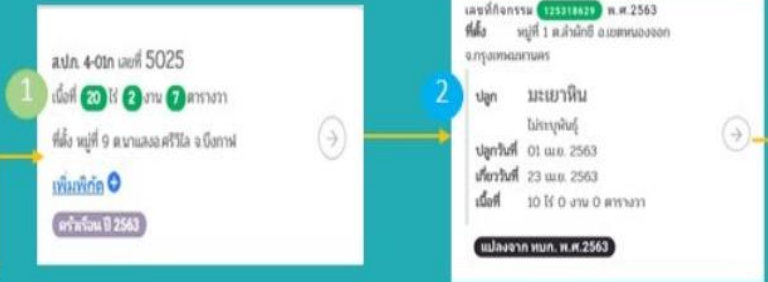 1
ส.ป.ก. 4-01ก เลขที่ 5025
เนื้อที่ 20 ไร่ 2 งาน 7 ตารางวา
ที่ตั้ง หมู่ที่ 9 ต.นาแสงอ.ศรีวิไล จ.บึงกาฬ
เพิ่มพิกัด
ครัวเรือน ปี 2563
2
เลขที่กิจกรรม 125318629 พ.ศ.2563
ที่ตั้ง หมู่ที่ 1 ต.ลำผักชี อ.เขตหนองจอก
จ.กรุงเทพมหานคร
ปลูก มะเยาหิน
ไม่ระบุพันธุ์
ปลูกวันที่ 01 เม.ย. 2563
เกี่ยววันที่ 23 เม.ย. 2563
เนื้อที่ 10 ไร่ 0 งาน 0 ตารางวา
แปลงจาก ทบก. พ.ศ.2563